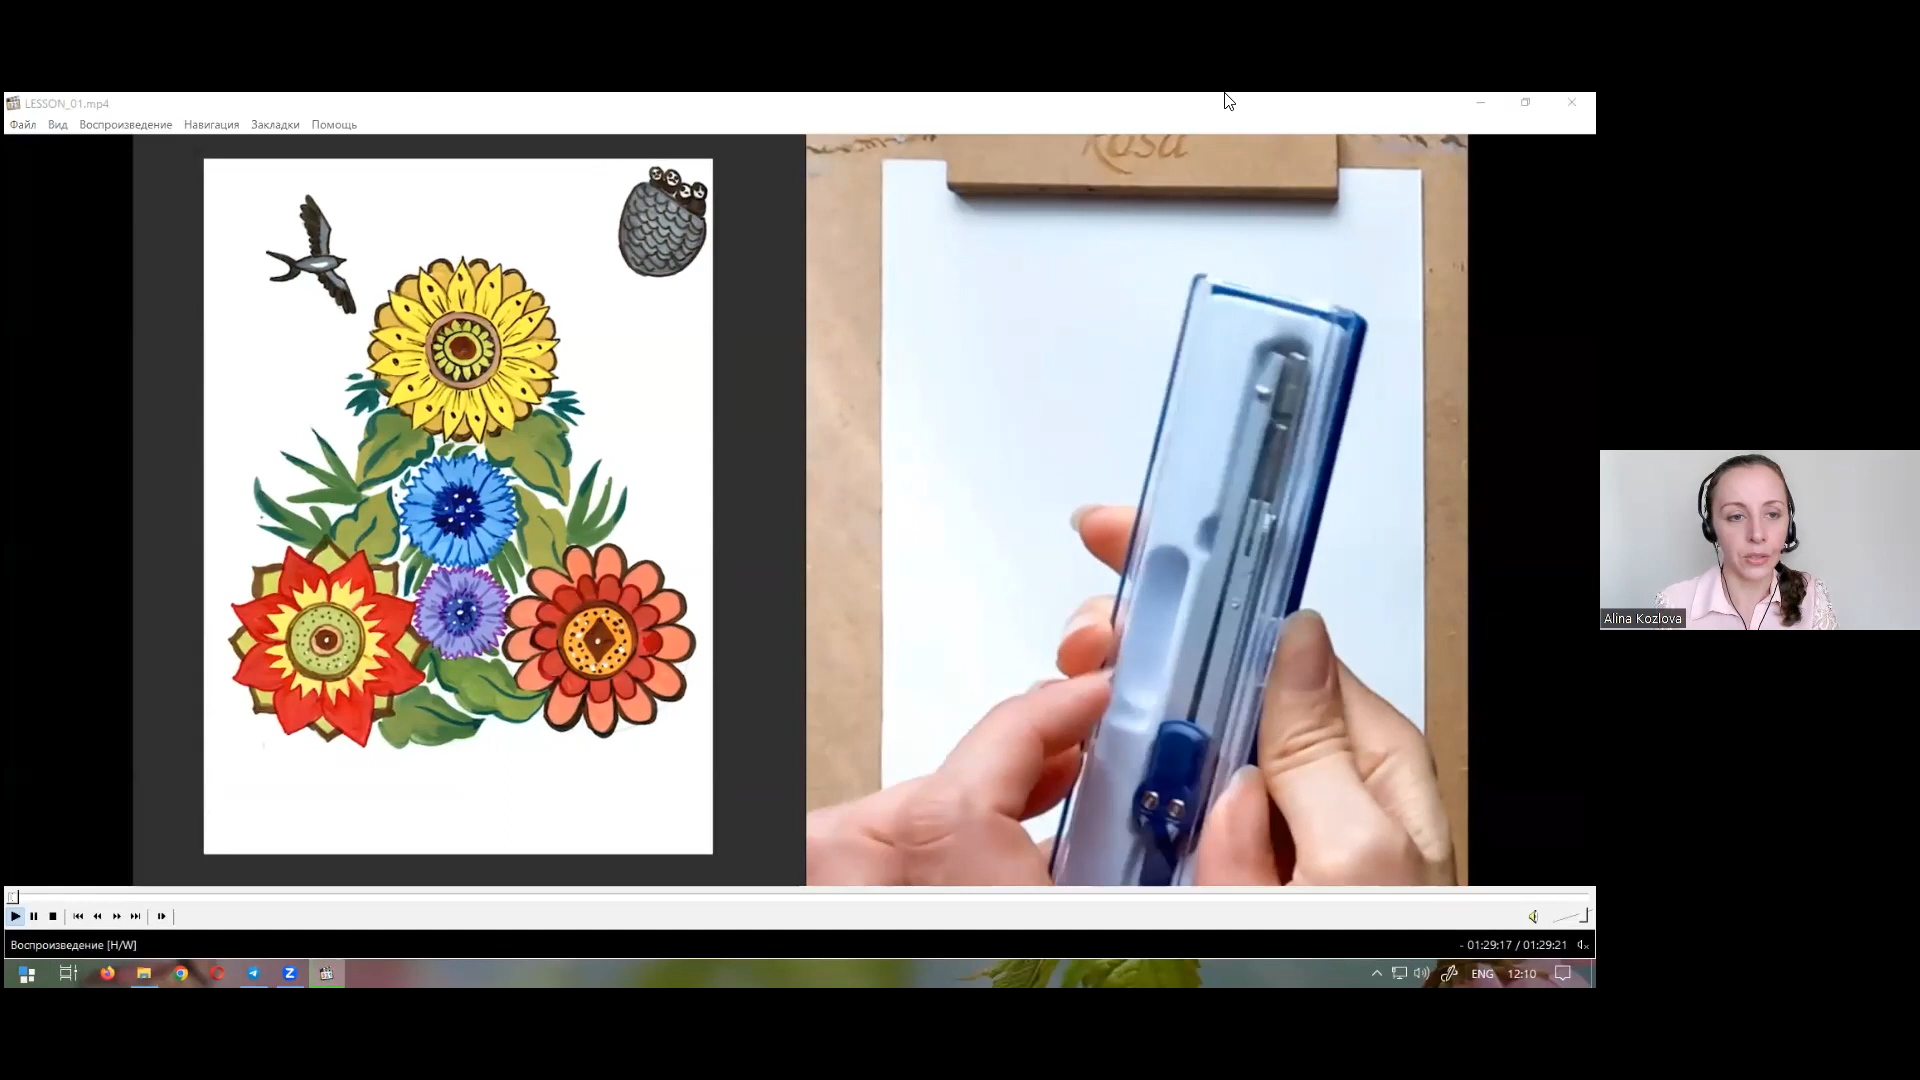 LESSON_01.mp4
Файл Вид Воспроизведение Навигация Закладки Помощь
Rosa
Alina Kozlova
Воспроизведение [H/W]
- 01:29:17 / 01:29:21
ENG 12:10